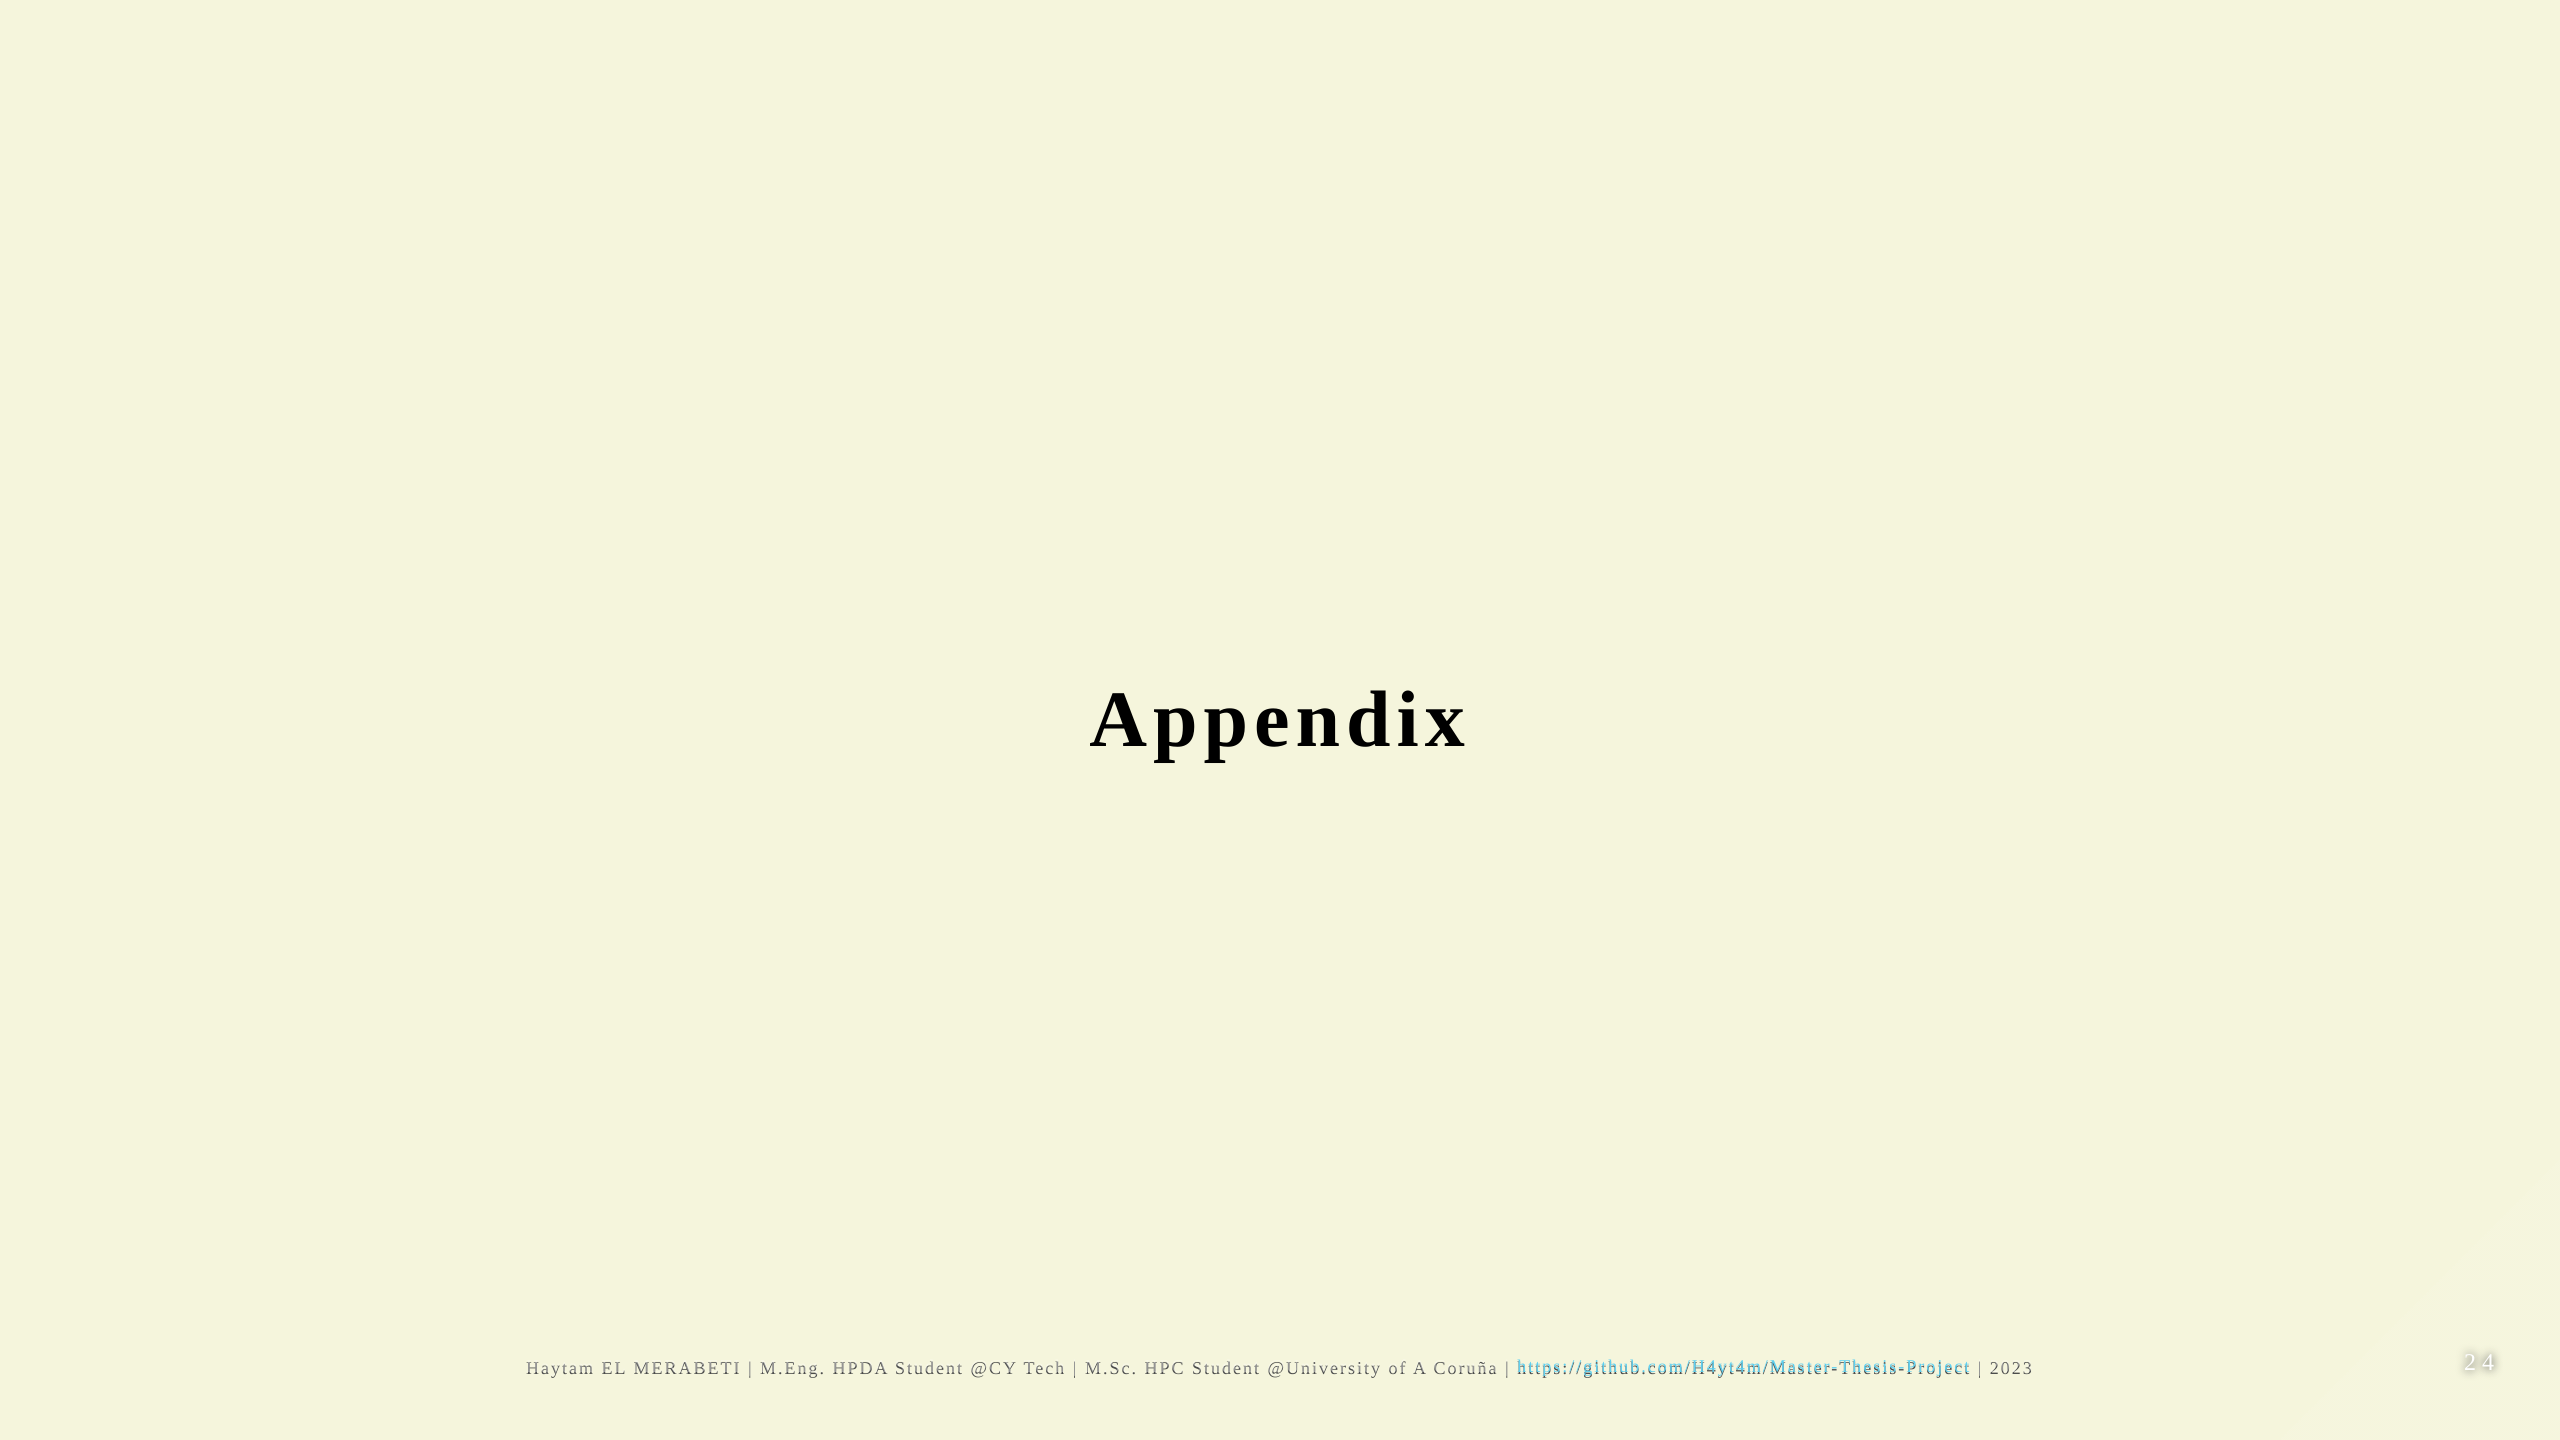 Appendix
Haytam EL MERABETI | M.Eng. HPDA Student @CY Tech | M.Sc. HPC Student @University of A Coruña | https://github.com/H4yt4m/Master-Thesis-Project | 2023
24